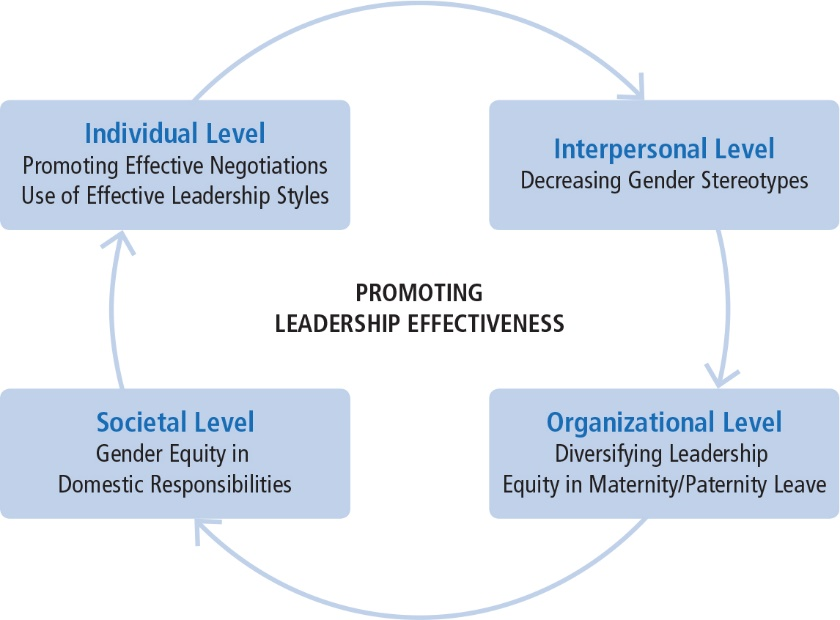 Individual Level
Promoting Effective Negotiations
Use of Effective Leadership Styles
Interpersonal Level
Decreasing Gender Stereotypes
PROMOTING
LEADERSHIP EFFECTIVENESS
Societal Level
Gender Equity in
Domestic Responsibilities
Organizational Level
Diversifying Leadership
Equity in Maternity/Paternity Leave